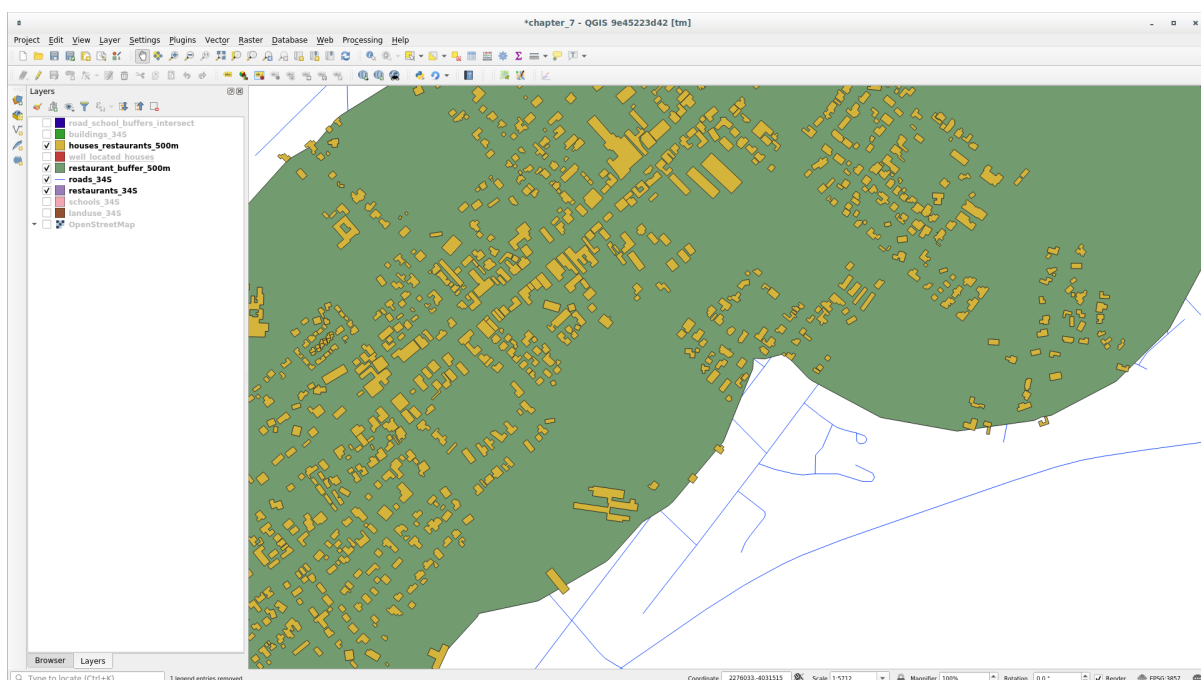 *chapter_7 - QGIS 9e45223d42 [tm]
Project Edit View Layer Settings Plugins Vector Raster Database Web Processing Help
Layers
road_school_buffers_intersect
buildings_34S
houses_restaurants_500m
well_located_houses
restaurant_buffer_500m
roads_34S
restaurants_34S
schools_34S
landuse_34S
OpenStreetMap
Browser Layers
Type to locate (Ctrl+K) 1 legend entries removed Coordinate 2276033,-4031515 Scale 1:5712 Magnifier 100% Rotation 0.0 ° Render EPSG:3857